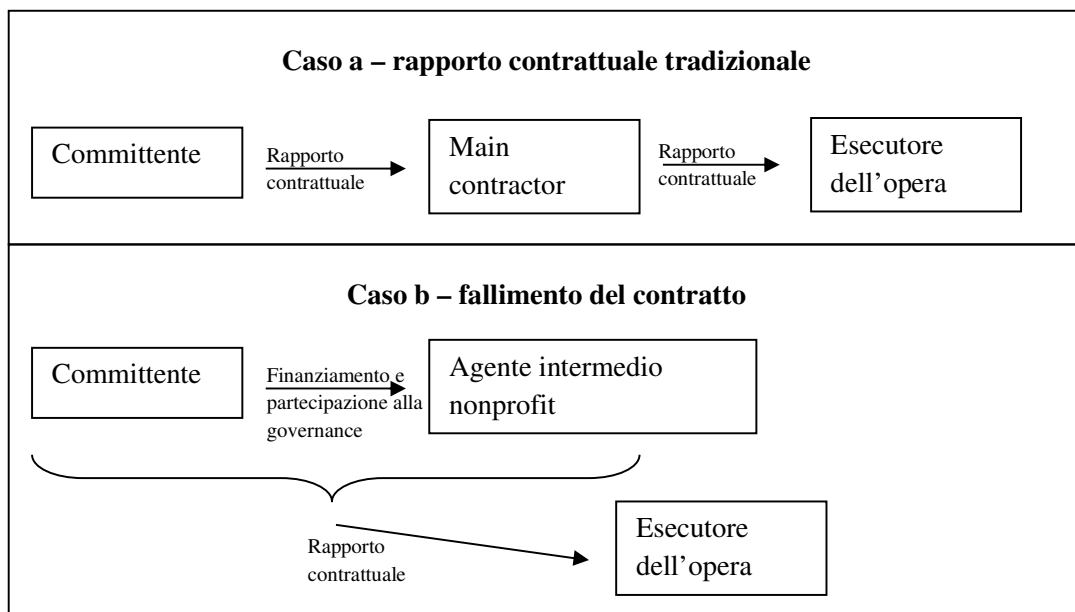 Caso a – rapporto contrattuale tradizionale
Committente
Rapporto
contrattuale
Main
contractor
Rapporto
contrattuale
Esecutore
dell’opera
Caso b – fallimento del contratto
Committente
Finanziamento e
partecipazione alla
governance
Agente intermedio
nonprofit
Rapporto
contrattuale
Esecutore
dell’opera